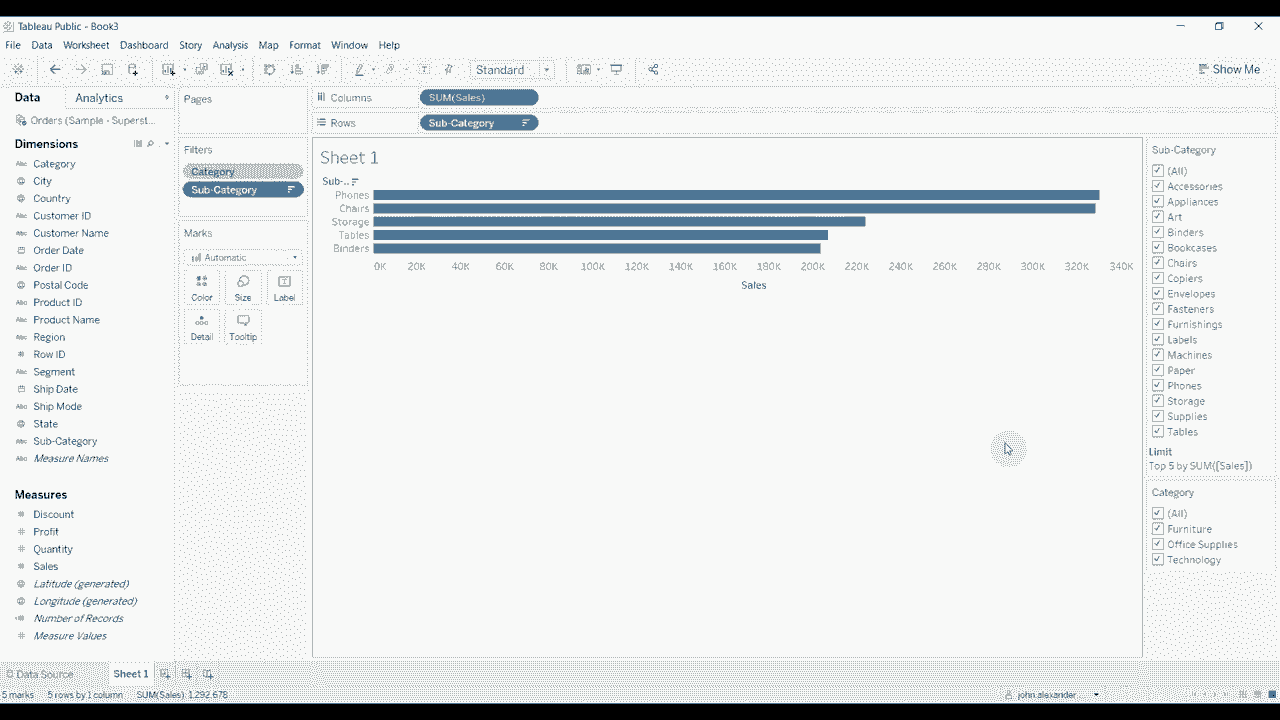 Tableau Public - Book3
File Data Worksheet Dashboard Story Analysis Map Format Window Help
Standard
Show Me
Data Analytics
Orders (Sample - Superst...
Dimensions
Category
City
Country
Customer ID
Customer Name
Order Date
Order ID
Postal Code
Product ID
Product Name
Region
Row ID
Segment
Ship Date
Ship Mode
State
Sub-Category
Measure Names
Measures
Discount
Profit
Quantity
Sales
Latitude (generated)
Longitude (generated)
Number of Records
Measure Values
Pages
Filters
Category
Sub-Category
Marks
Automatic
Color Size Label
Detail Tooltip
Columns SUM(Sales)
Rows Sub-Category
Sheet 1
Sub-..
Phones
Chairs
Storage
Tables
Binders
0K 20K 40K 60K 80K 100K 120K 140K 160K 180K 200K 220K 240K 260K 280K 300K 320K 340K
Sales
Sub-Category
(All)
Accessories
Appliances
Art
Binders
Bookcases
Chairs
Copiers
Envelopes
Fasteners
Furnishings
Labels
Machines
Paper
Phones
Storage
Supplies
Tables
Limit
Top 5 by SUM([Sales])
Category
(All)
Furniture
Office Supplies
Technology
Data Source Sheet 1
5 marks 5 rows by 1 column SUM(Sales): 1,292,678
john.alexander